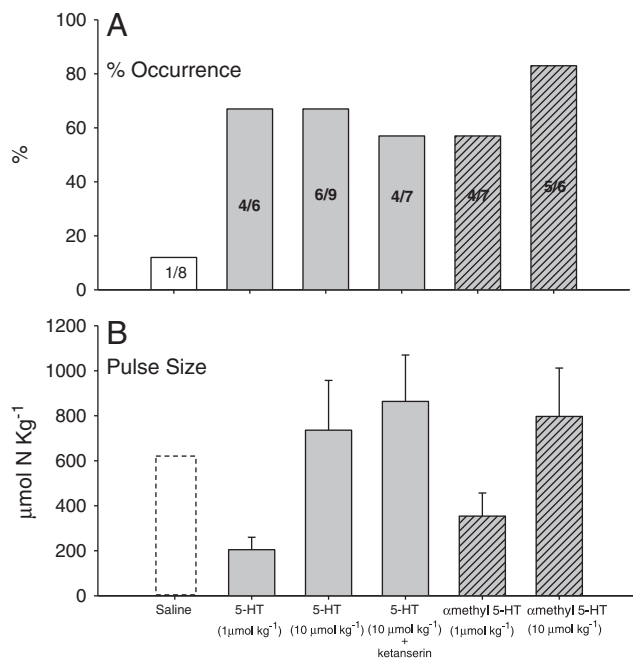 A
% Occurrence
%
80
60
40
20
0
1/8
4/6
6/9
4/7
4/7
5/6
B
Pulse Size
µmol N Kg⁻¹
1200
1000
800
600
400
200
0
Saline
5-HT
(1µmol kg⁻¹)
5-HT
(10 µmol kg⁻¹)
5-HT
(10 µmol kg⁻¹)
+
ketanserin
αmethyl 5-HT
(1µmol kg⁻¹)
αmethyl 5-HT
(10 µmol kg⁻¹)